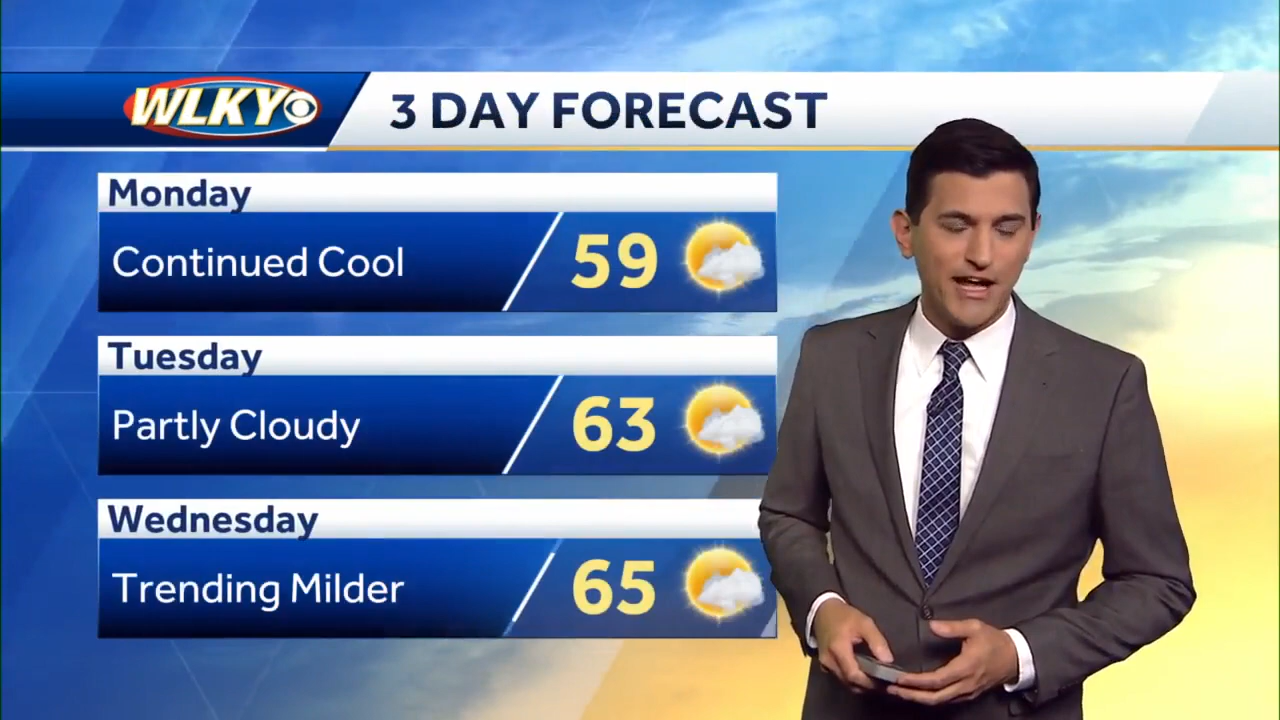 WLKY
3 DAY FORECAST
Monday
Continued Cool
59
Tuesday
Partly Cloudy
63
Wednesday
Trending Milder
65